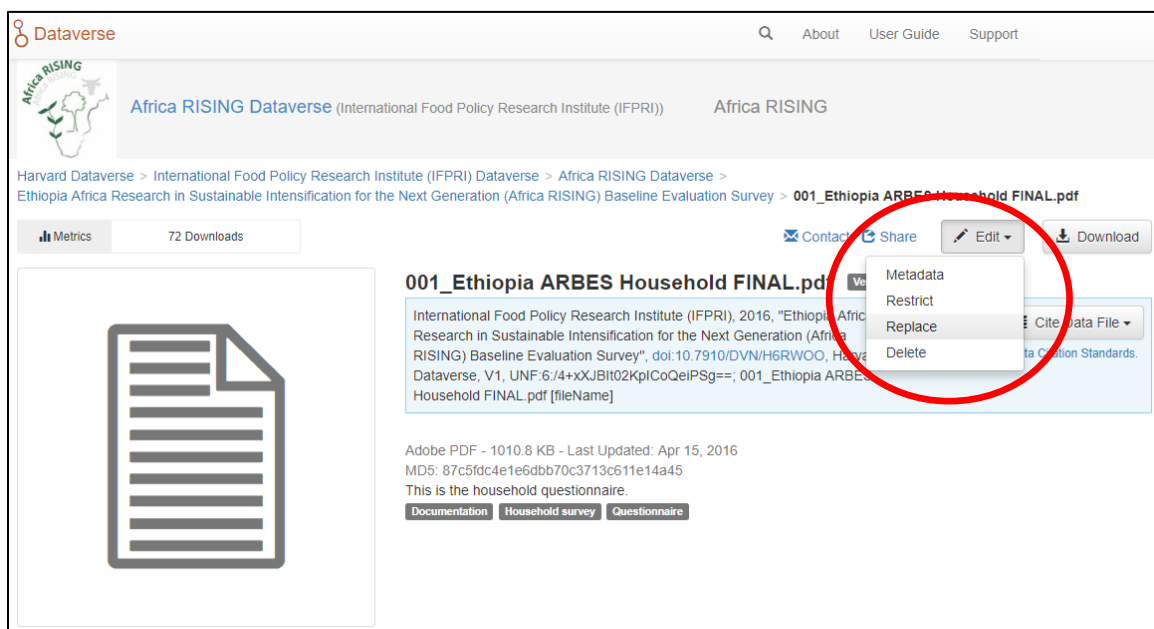 Dataverse About User Guide Support
Africa RISING
Africa RISING Dataverse (International Food Policy Research Institute (IFPRI)) Africa RISING
Harvard Dataverse > International Food Policy Research Institute (IFPRI) Dataverse > Africa RISING Dataverse >
Ethiopia Africa Research in Sustainable Intensification for the Next Generation (Africa RISING) Baseline Evaluation Survey > 001_Ethiopia ARBES Household FINAL.pdf
Metrics 72 Downloads Contact Share Edit Download
Metadata
Restrict
Replace
Delete
001_Ethiopia ARBES Household FINAL.pdf Ve
International Food Policy Research Institute (IFPRI), 2016, "Ethiopia Afric
Research in Sustainable Intensification for the Next Generation (Africa
RISING) Baseline Evaluation Survey", doi:10.7910/DVN/H6RWOO, Harva
Dataverse, V1, UNF:6:/4+xXJBIt02KpICoQeiPSg==; 001_Ethiopia ARBES
Household FINAL.pdf [fileName]
Cite Data File
ta Citation Standards.
Adobe PDF - 1010.8 KB - Last Updated: Apr 15, 2016
MD5: 87c5fdc4e1e6dbb70c3713c611e14a45
This is the household questionnaire.
Documentation Household survey Questionnaire